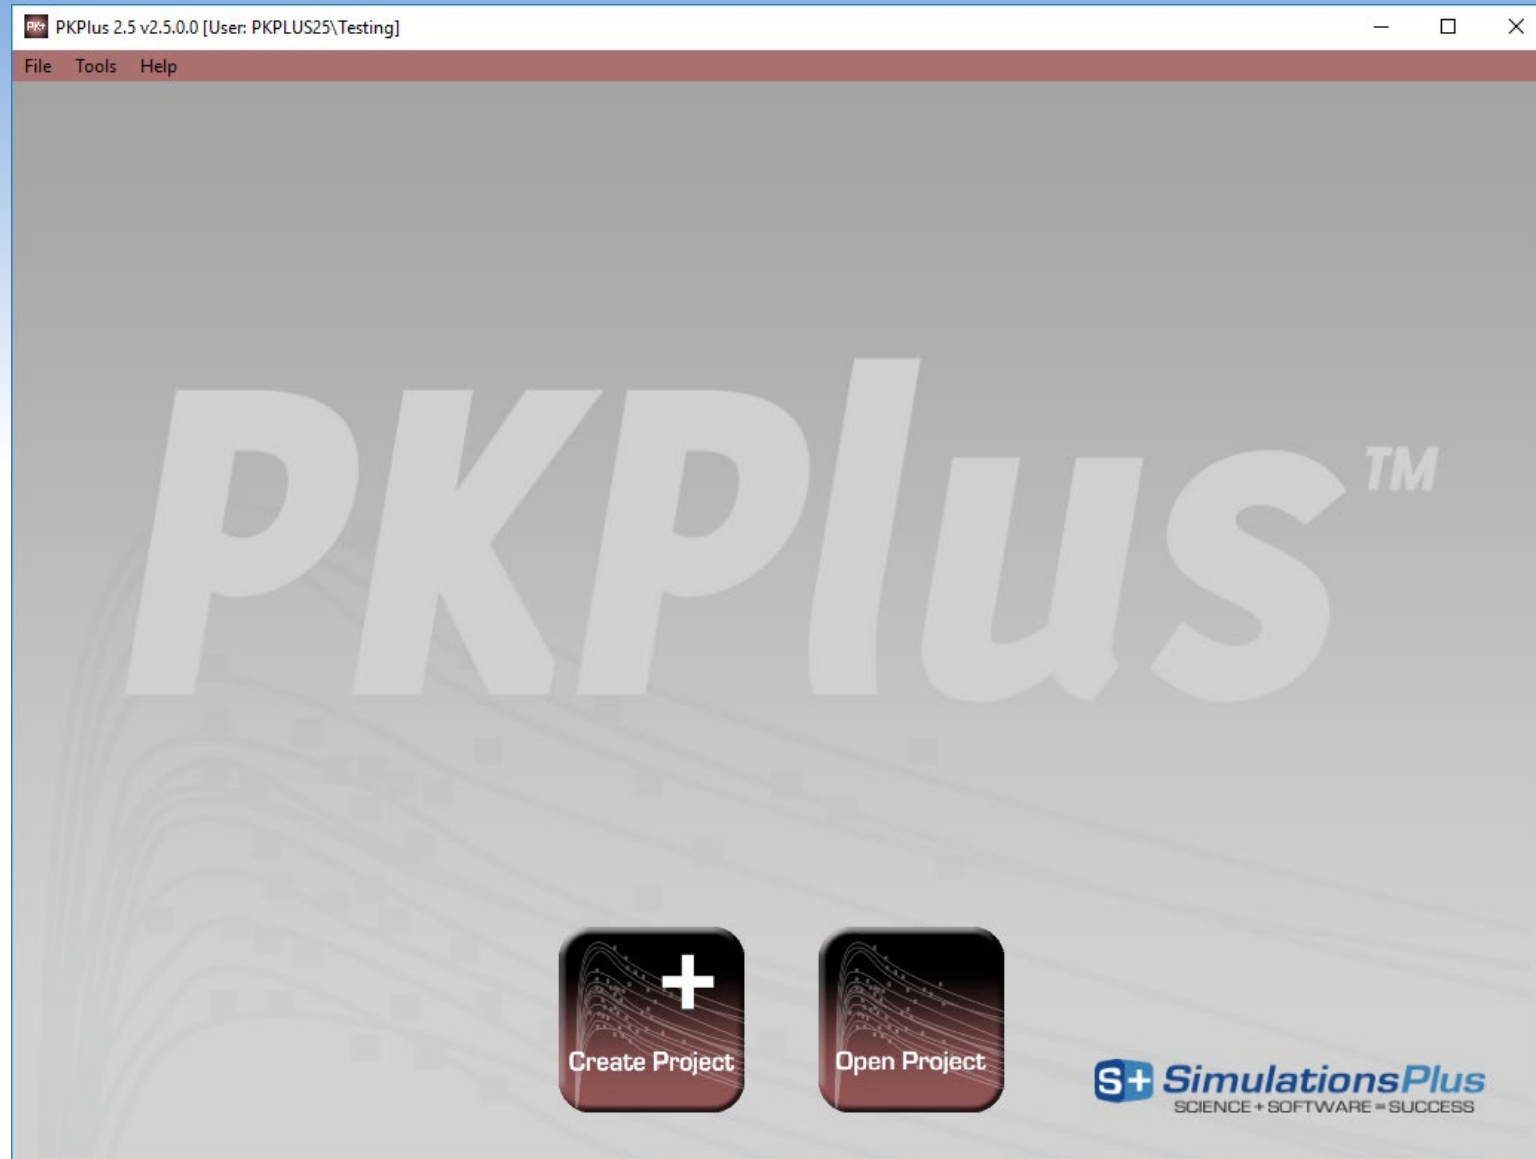 PK+ PKPlus 2.5 v2.5.0.0 [User: PKPLUS25\Testing]
File Tools Help
PKPlus™
Create Project
Open Project
S+ SimulationsPlus
SCIENCE + SOFTWARE = SUCCESS